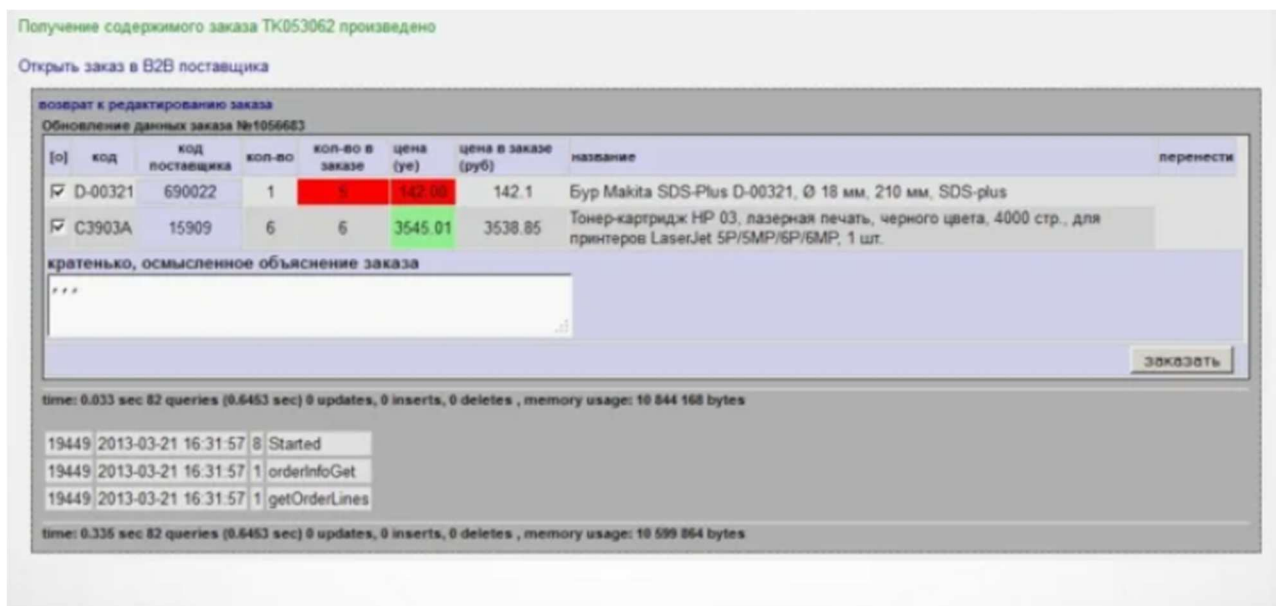 Получение содержимого заказа TK053062 произведено
Открыть заказ в B2B поставщика
возврат к редактированию заказа
Обновление данных заказа №1056683
[o] код код поставщика кол-во кол-во в заказе цена (уе) цена в заказе (руб) название перенести
D-00321 690022 1 5 142.00 142.1 Бур Makita SDS-Plus D-00321, Ø 18 мм, 210 мм, SDS-plus
C3903A 15909 6 6 3545.01 3538.85 Тонер-картридж HP 03, лазерная печать, черного цвета, 4000 стр., для
принтеров LaserJet 5P/5MP/6P/6MP, 1 шт.
кратенько, осмысленное объяснение заказа
,,,
заказать
time: 0.033 sec 82 queries (0.6453 sec) 0 updates, 0 inserts, 0 deletes , memory usage: 10 844 168 bytes
19449 2013-03-21 16:31:57 8 Started
19449 2013-03-21 16:31:57 1 orderInfoGet
19449 2013-03-21 16:31:57 1 getOrderLines
time: 0.335 sec 82 queries (0.6453 sec) 0 updates, 0 inserts, 0 deletes , memory usage: 10 599 864 bytes